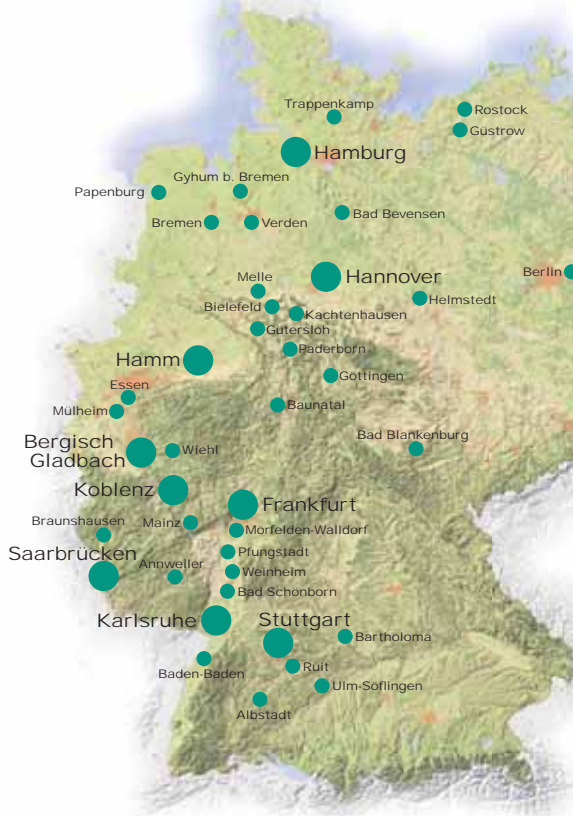 Trappenkamp
Rostock
Güstrow
Hamburg
Gyhum b. Bremen
Papenburg
Bad Bevensen
Bremen
Verden
Berlin
Melle
Hannover
Helmstedt
Bielefeld
Kachtenhausen
Gütersloh
Paderborn
Hamm
Göttingen
Essen
Mülheim
Baunatal
Bad Blankenburg
Bergisch
Gladbach
Wiehl
Koblenz
Frankfurt
Braunshausen
Mainz
Mörfelden-Walldorf
Saarbrücken
Pfungstadt
Annweiler
Weinheim
Bad Schönborn
Karlsruhe
Stuttgart
Bartholomä
Baden-Baden
Ruit
Ulm-Söflingen
Albstadt